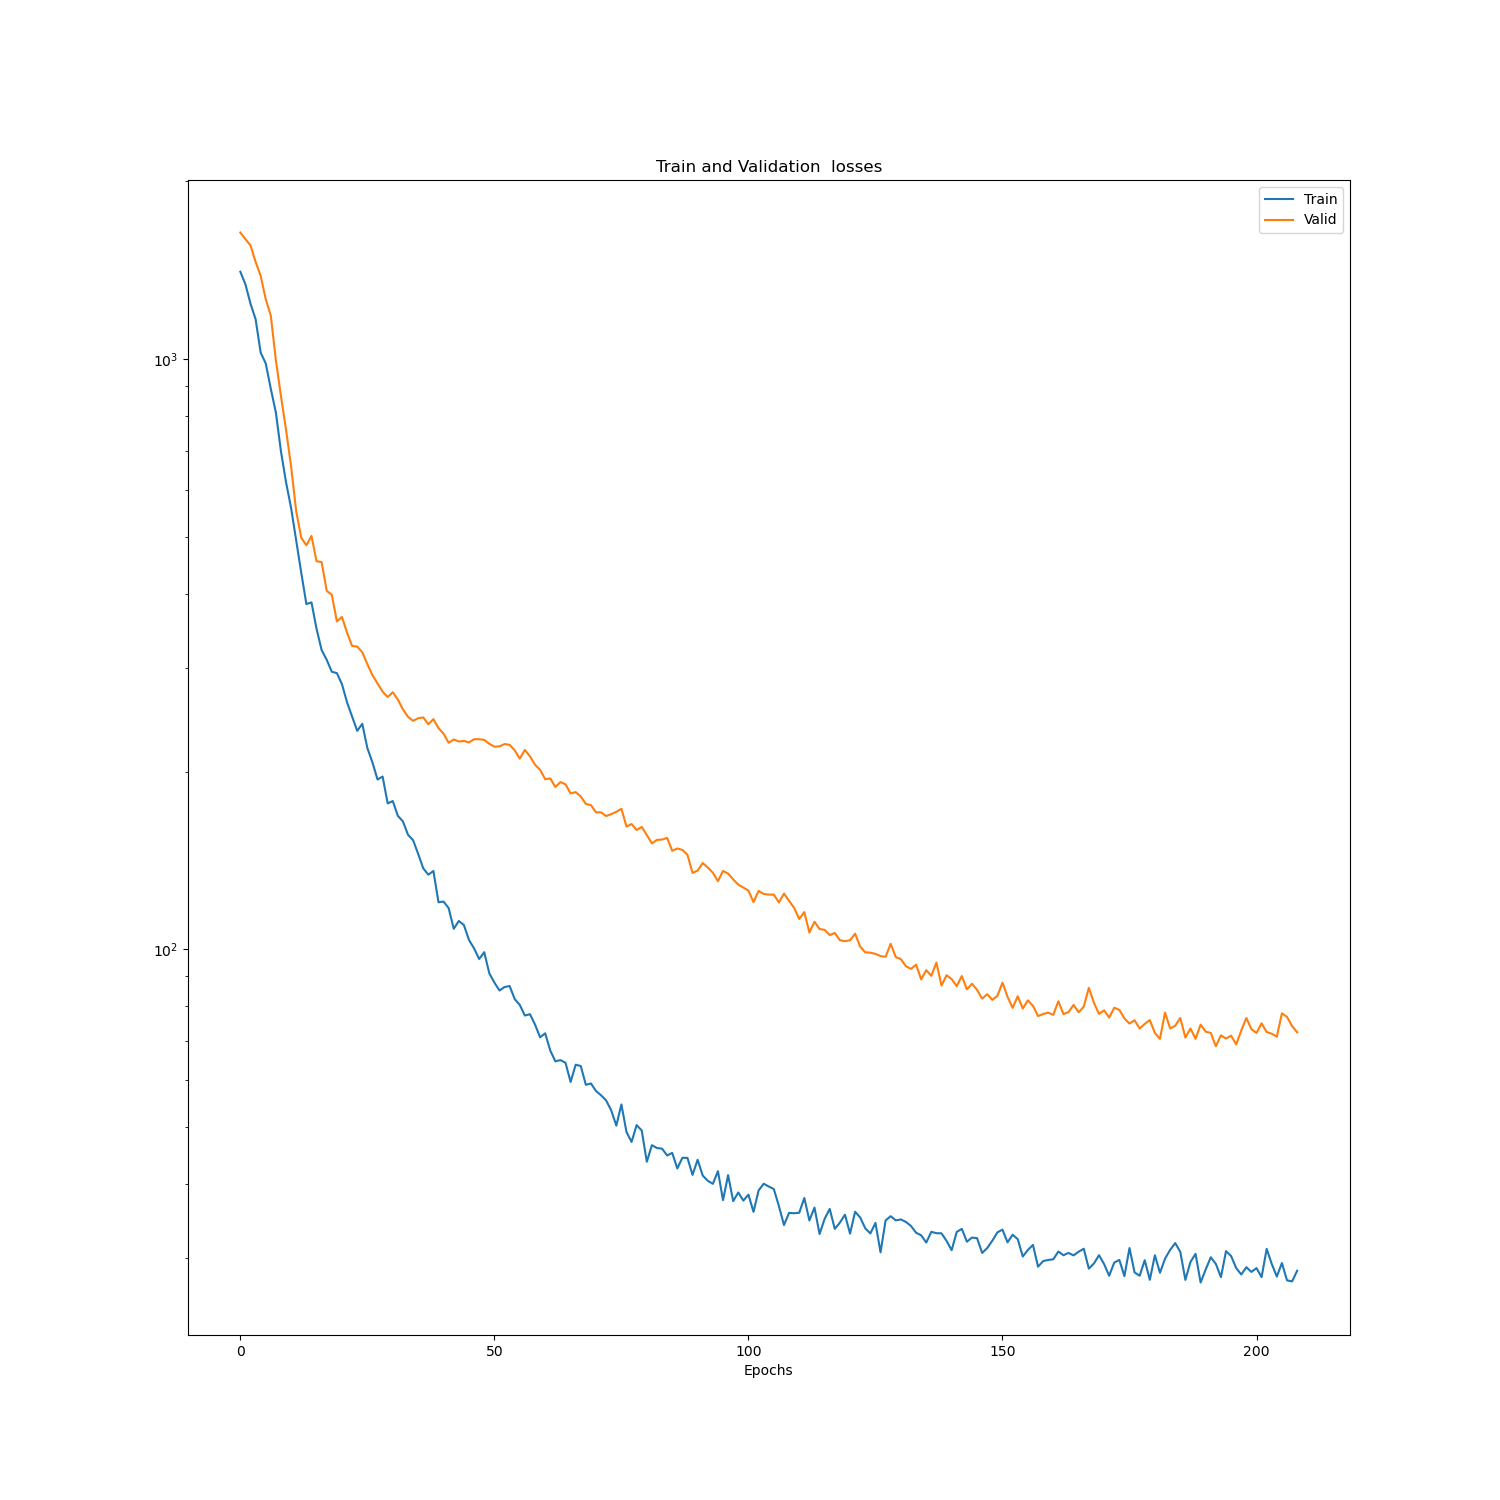 Train and Validation  losses
Train
Valid
10³
10²
0 50 100 150 200
Epochs